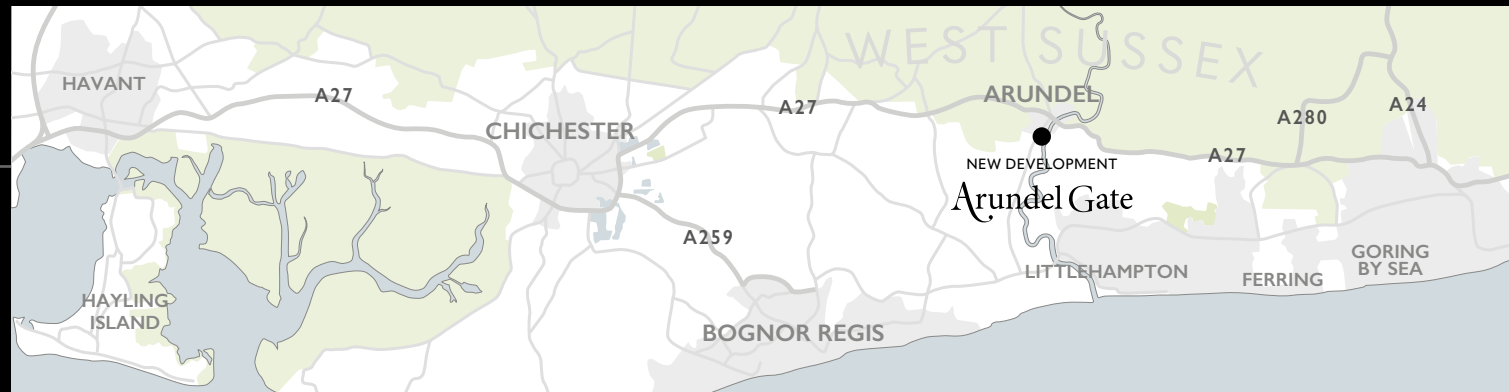 WEST SUSSEX
HAVANT
A27
ARUNDEL
A27
A280
A24
CHICHESTER
A27
NEW DEVELOPMENT
Arundel Gate
A259
GORING
BY SEA
LITTLEHAMPTON
FERRING
HAYLING
ISLAND
BOGNOR REGIS